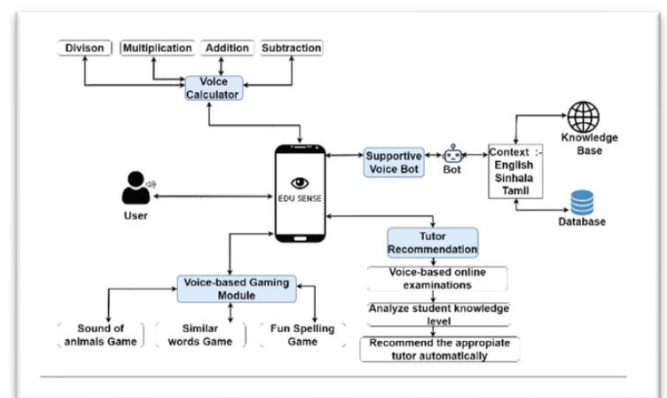 Divison
Multiplication
Addition
Subtraction
Voice
Calculator
EDU SENSE
User
Supportive
Voice Bot
Bot
Context :-
English
Sinhala
Tamil
Knowledge
Base
Database
Tutor
Recommendation
Voice-based online
examinations
Analyze student knowledge
level
Recommend the appropiate
tutor automatically
Voice-based Gaming
Module
Sound of
animals Game
Similar
words Game
Fun Spelling
Game